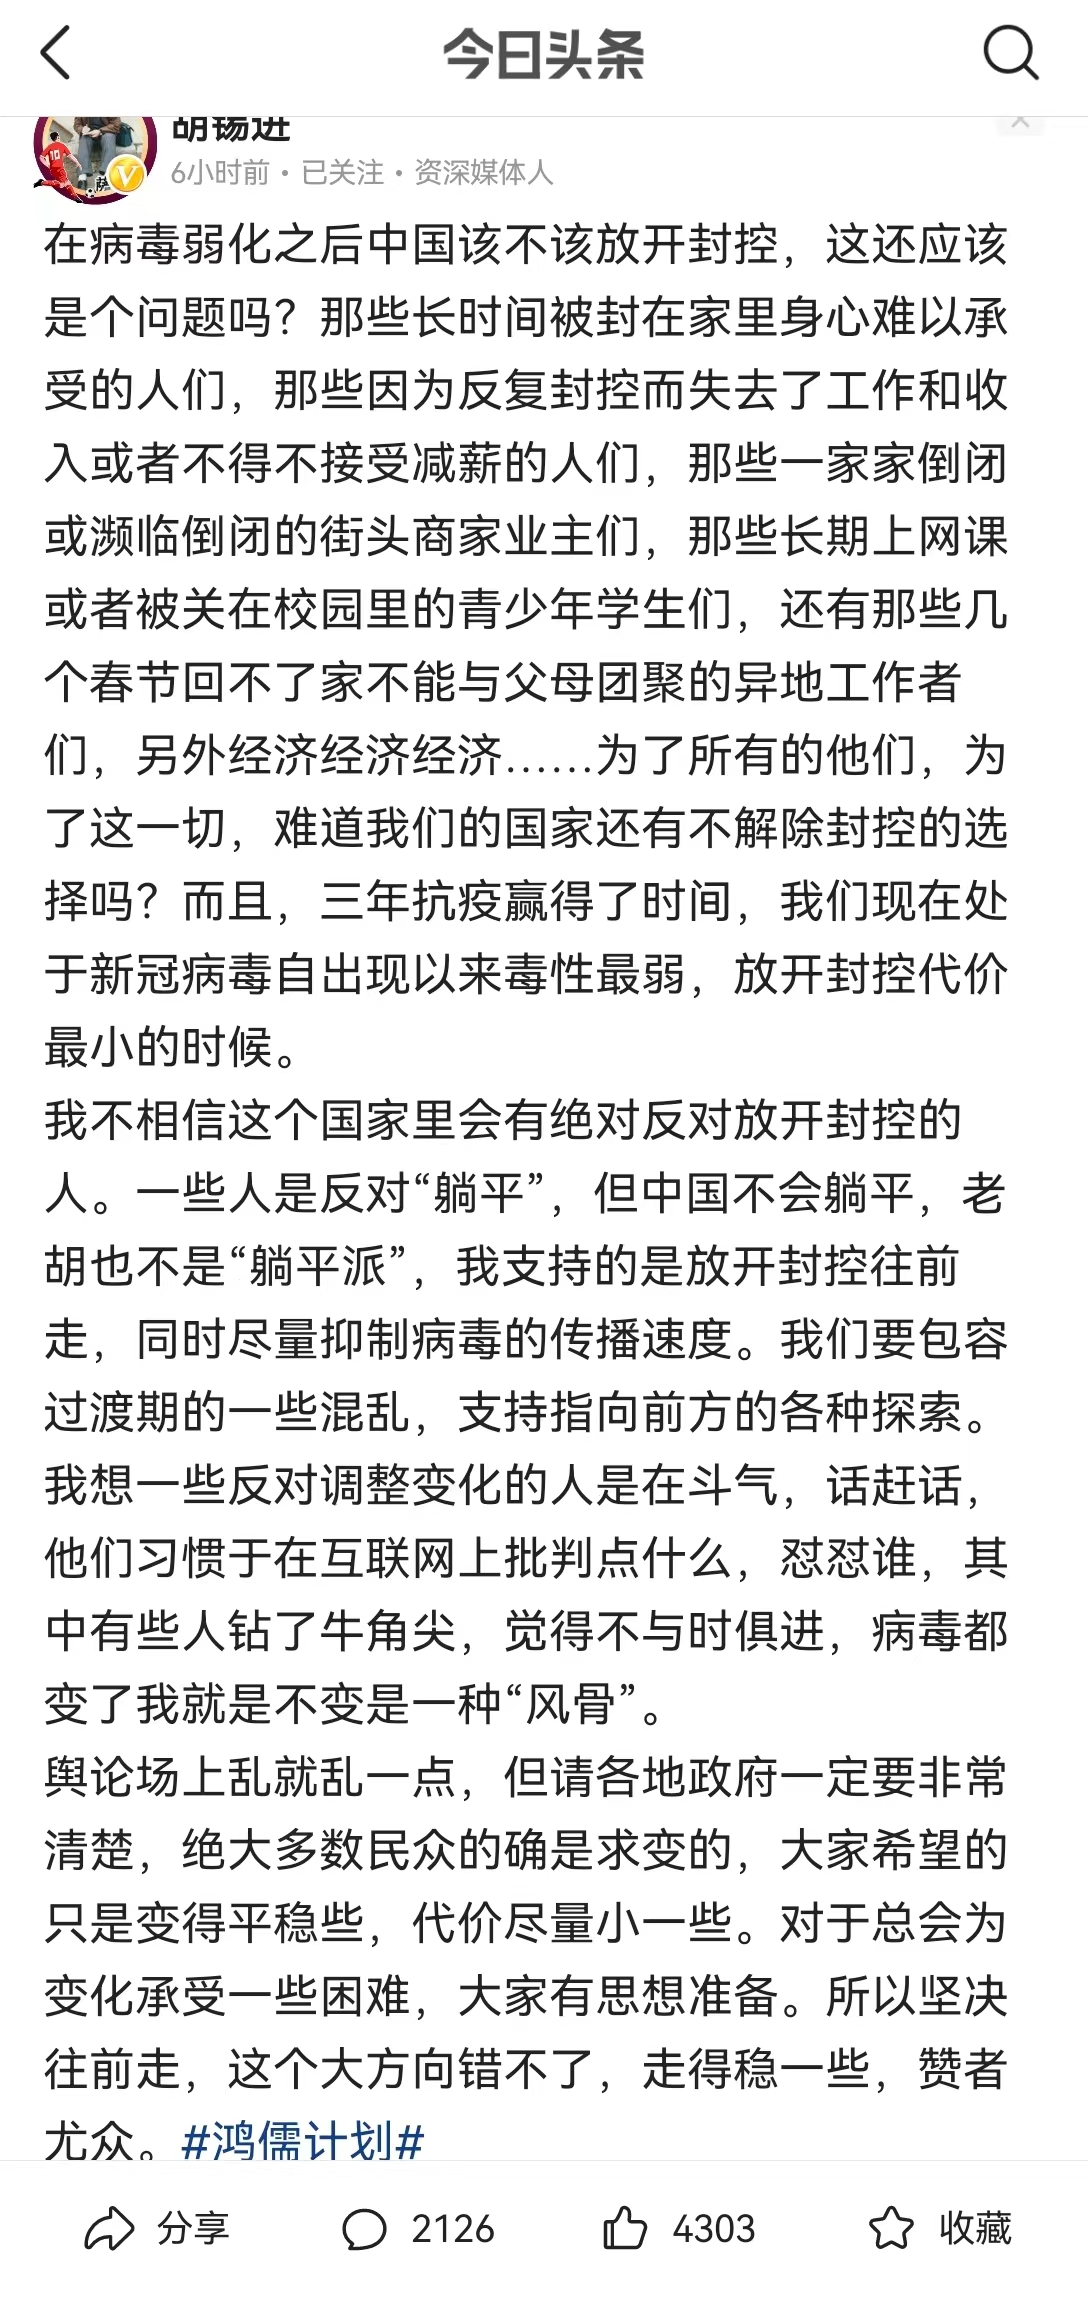 今日头条
胡锡进
6小时前・已关注・资深媒体人
在病毒弱化之后中国该不该放开封控，这还应该
是个问题吗？那些长时间被封在家里身心难以承
受的人们，那些因为反复封控而失去了工作和收
入或者不得不接受减薪的人们，那些一家家倒闭
或濒临倒闭的街头商家业主们，那些长期上网课
或者被关在校园里的青少年学生们，还有那些几
个春节回不了家不能与父母团聚的异地工作者
们，另外经济经济经济……为了所有的他们，为
了这一切，难道我们的国家还有不解除封控的选
择吗？而且，三年抗疫赢得了时间，我们现在处
于新冠病毒自出现以来毒性最弱，放开封控代价
最小的时候。
我不相信这个国家里会有绝对反对放开封控的
人。一些人是反对“躺平”，但中国不会躺平，老
胡也不是“躺平派”，我支持的是放开封控往前
走，同时尽量抑制病毒的传播速度。我们要包容
过渡期的一些混乱，支持指向前方的各种探索。
我想一些反对调整变化的人是在斗气，话赶话，
他们习惯于在互联网上批判点什么，怼怼谁，其
中有些人钻了牛角尖，觉得不与时俱进，病毒都
变了我就是不变是一种“风骨”。
舆论场上乱就乱一点，但请各地政府一定要非常
清楚，绝大多数民众的确是求变的，大家希望的
只是变得平稳些，代价尽量小一些。对于总会为
变化承受一些困难，大家有思想准备。所以坚决
往前走，这个大方向错不了，走得稳一些，赞者
尤众。#鸿儒计划#
分享 2126 4303 收藏